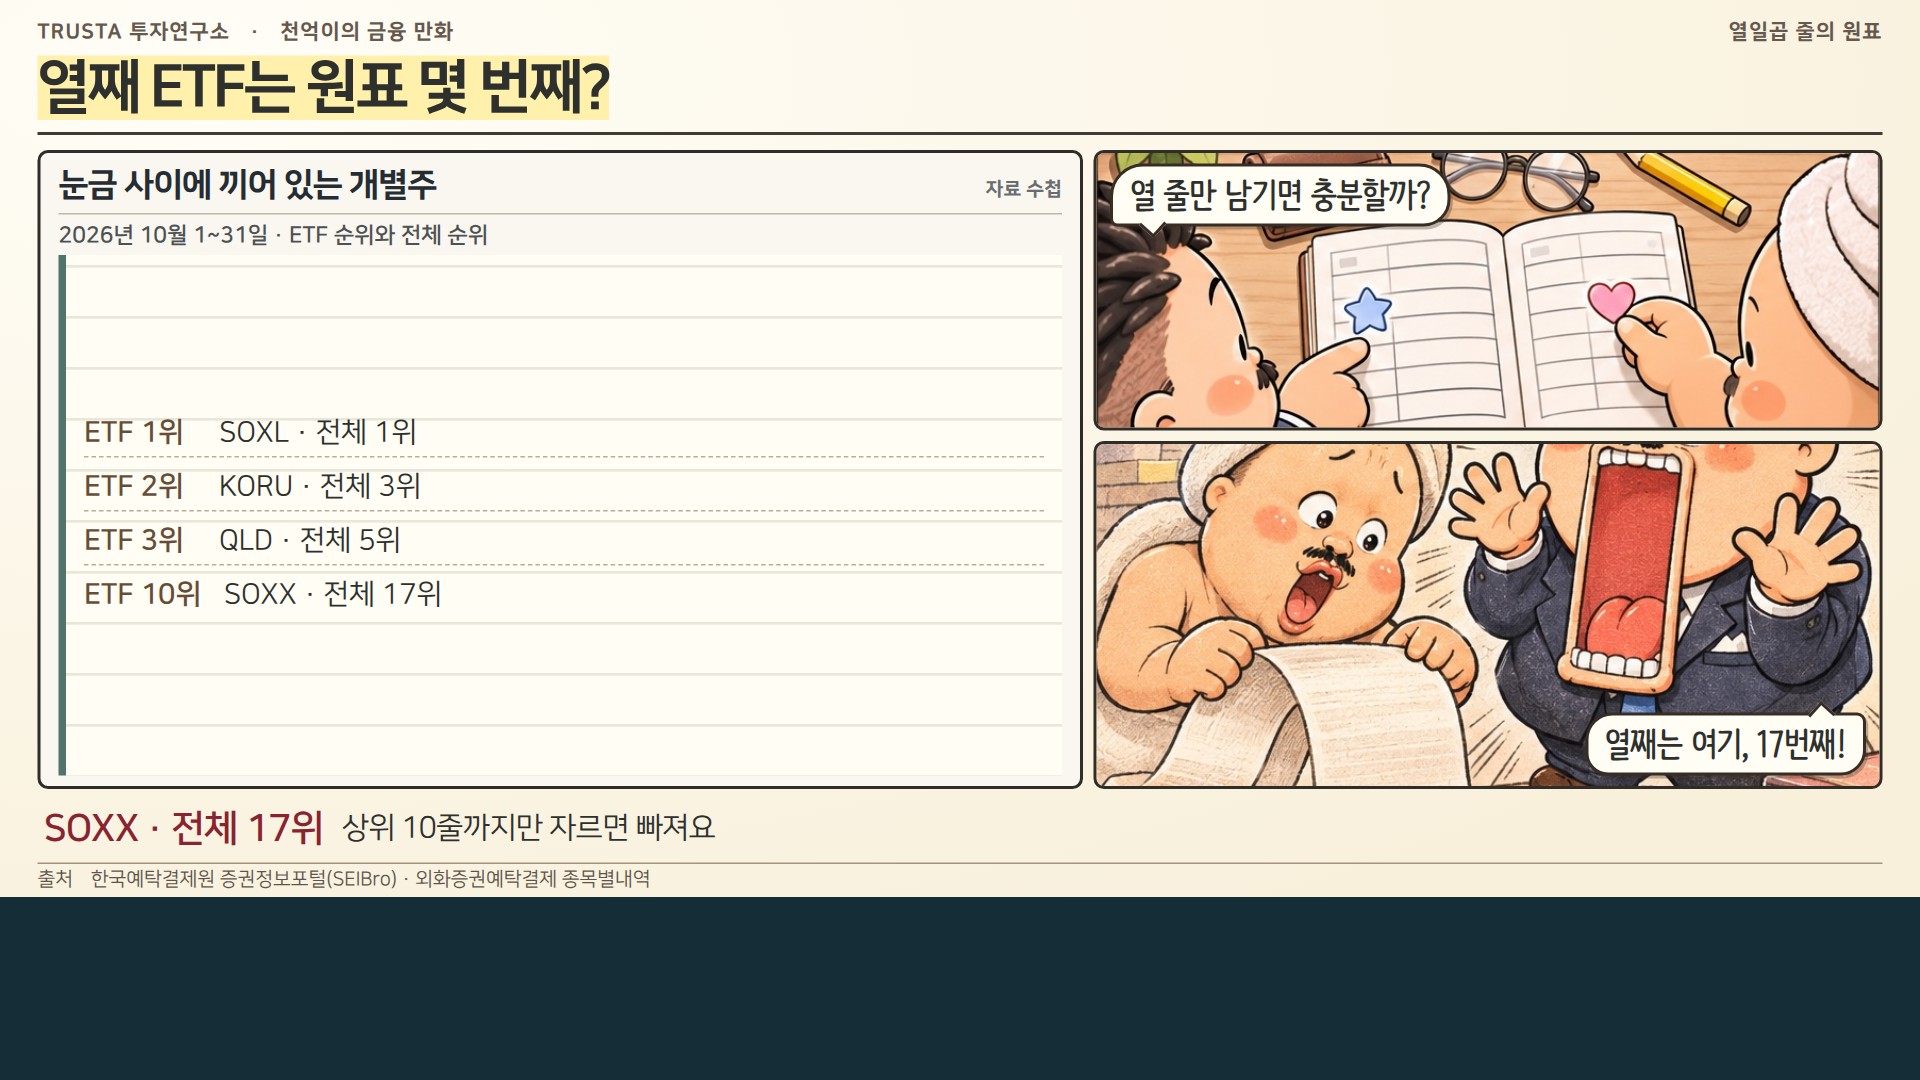 TRUSTA 투자연구소 · 천억이의 금융 만화
열일곱 줄의 원표
열째 ETF는 원표 몇 번째?
눈금 사이에 끼어 있는 개별주
자료 수첩
2026년 10월 1~31일 · ETF 순위와 전체 순위
ETF 1위 SOXL · 전체 1위
ETF 2위 KORU · 전체 3위
ETF 3위 QLD · 전체 5위
ETF 10위 SOXX · 전체 17위
열 줄만 남기면 충분할까?
열째는 여기, 17번째!
SOXX · 전체 17위 상위 10줄까지만 자르면 빠져요
출처 한국예탁결제원 증권정보포털(SEIBro) · 외화증권예탁결제 종목별내역